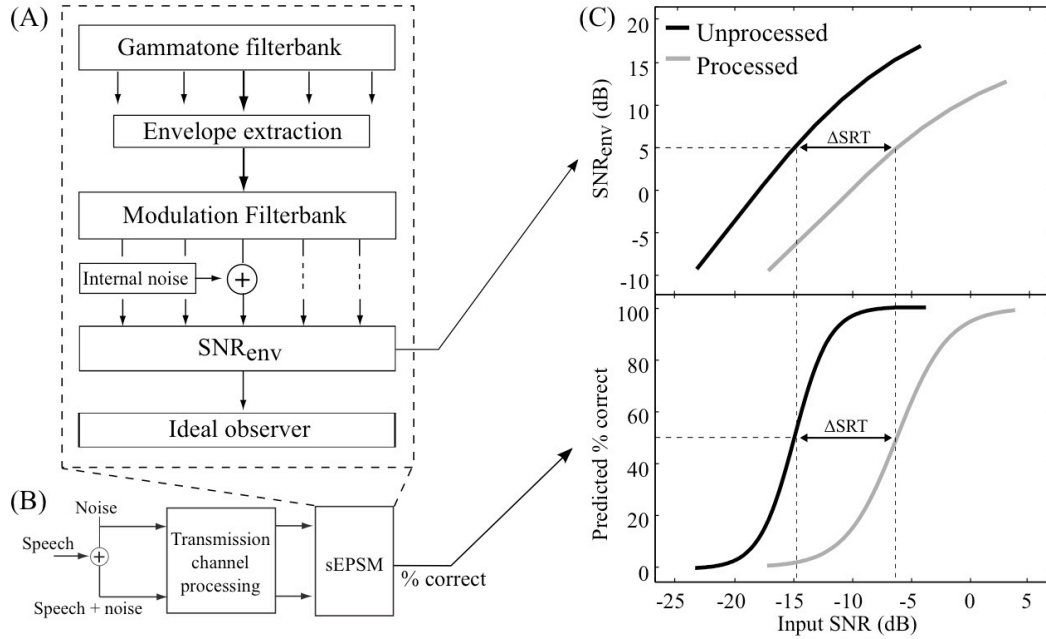 (A)
Gammatone filterbank
Envelope extraction
Modulation Filterbank
Internal noise
+
SNRenv
Ideal observer
(B)
Noise
Speech
+
Speech + noise
Transmission
channel
processing
sEPSM
% correct
(C)
Unprocessed
Processed
SNRenv (dB)
20
15
10
5
0
-5
-10
ΔSRT
Predicted % correct
100
80
60
40
20
0
ΔSRT
-25 -20 -15 -10 -5 0 5
Input SNR (dB)